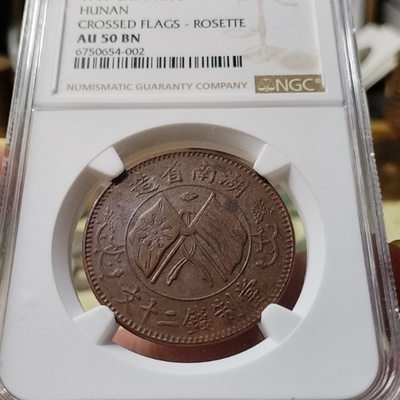 HUNAN
CROSSED FLAGS - ROSETTE
AU 50 BN
6750654-002
NUMISMATIC GUARANTY COMPANY
NGC
湖南省造
當制錢二十文